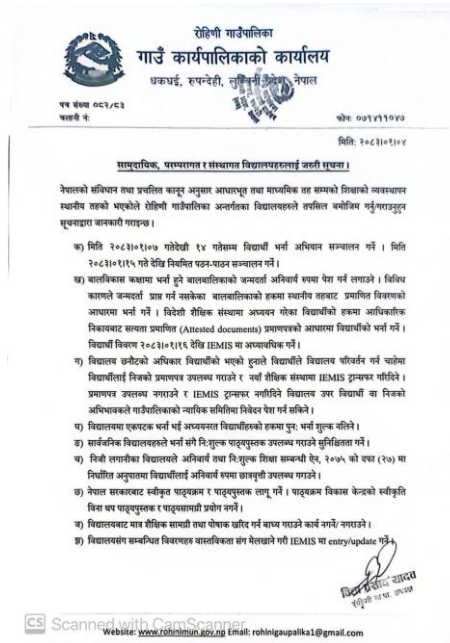 रोहिणी गाउँपालिका
गाउँ कार्यपालिकाको कार्यालय
धकधई, रुपन्देही, लुम्बिनी प्रदेश, नेपाल
पत्र संख्या ०८२/८३
चलानी नं:
फोनः ०७१४११०४७
मिति: २०८३।०१।०४
सामुदायिक, परम्परागत र संस्थागत विद्यालयहरुलाई जरुरी सूचना ।
नेपालको संविधान तथा प्रचलित कानून अनुसार आधारभूत तथा माध्यमिक तह सम्मको शिक्षाको व्यवस्थापन
स्थानीय तहको भएकोले रोहिणी गाउँपालिका अन्तर्गतका विद्यालयहरुले तपसिल बमोजिम गर्नु/गराउनुहुन
सूचनाद्वारा जानकारी गराइन्छ ।
क) मिति २०८३।०१।०७ गतेदेखी १४ गतेसम्म विद्यार्थी भर्ना अभियान सञ्चालन गर्ने । मिति
२०८३।०१।१५ गते देखि नियमित पठन-पाठन सञ्चालन गर्ने ।
ख) बालविकास कक्षामा भर्ना हुने बालबालिकाको जन्मदर्ता अनिवार्य रुपमा पेश गर्न लगाउने । विविध
कारणले जन्मदर्ता प्राप्त गर्न नसकेका बालबालिकाको हकमा स्थानीय तहबाट प्रमाणित विवरणको
आधारमा भर्ना गर्ने । विदेशी शैक्षिक संस्थामा अध्ययन गरेका विद्यार्थीको हकमा आधिकारिक
निकायबाट सत्यता प्रमाणित (Attested documents) प्रमाणपत्रको आधारमा विद्यार्थी भर्ना गर्ने ।
विद्यार्थी विवरण २०८३।०१।१६ देखि IEMIS मा अध्यावधिक गर्ने ।
ग) विद्यालय छनौटको अधिकार विद्यार्थीको भएको हुनाले विद्यार्थीले विद्यालय परिवर्तन गर्न चाहेमा
विद्यार्थीलाई निजको प्रमाणपत्र उपलब्ध गराउने र नयाँ शैक्षिक संस्थामा IEMIS ट्रान्सफर गरिदिने ।
प्रमाणपत्र उपलब्ध नगराउने र IEMIS ट्रान्सफर नगरिदिने विद्यालय उपर विद्यार्थी वा निजको
अभिभावकले गाउँपालिकाको न्यायिक समितिमा निवेदन पेश गर्न सकिने ।
घ) विद्यालयमा एकपटक भर्ना भई अध्ययनरत विद्यार्थीहरुको हकमा पुन: भर्ना शुल्क नलिने ।
ङ) सार्वजनिक विद्यालयहरुले भर्ना संगै नि:शुल्क पाठ्यपुस्तक उपलब्ध गराउने सुनिश्चितता गर्ने ।
च) निजी लगानीका विद्यालयले अनिवार्य तथा नि:शुल्क शिक्षा सम्बन्धी ऐन, २०७५ को दफा (२७) मा
निर्धारित अनुपातमा विद्यार्थीलाई अनिवार्य रुपमा छात्रवृत्ती उपलब्ध गराउने ।
छ) नेपाल सरकारबाट स्वीकृत पाठ्यक्रम र पाठ्यपुस्तक लागू गर्ने । पाठ्यक्रम विकास केन्द्रको स्वीकृति
बिना थप पाठ्यपुस्तक र पाठ्यसामग्री प्रयोग नगर्ने ।
ज) विद्यालयबाट मात्र शैक्षिक सामग्री तथा पोषाक खरिद गर्न बाध्य गराउने कार्य नगर्ने/ नगराउने ।
झ) विद्यालयसंग सम्बन्धित विवरणहरु वास्तविकता संग मेलखाने गरी IEMIS मा entry/update गर्ने ।
प्रसाद यादव
अध्यक्ष
CS Scanned with CamScanner
Website: www.rohinimun.gov.np Email: rohinigaupalika1@gmail.com